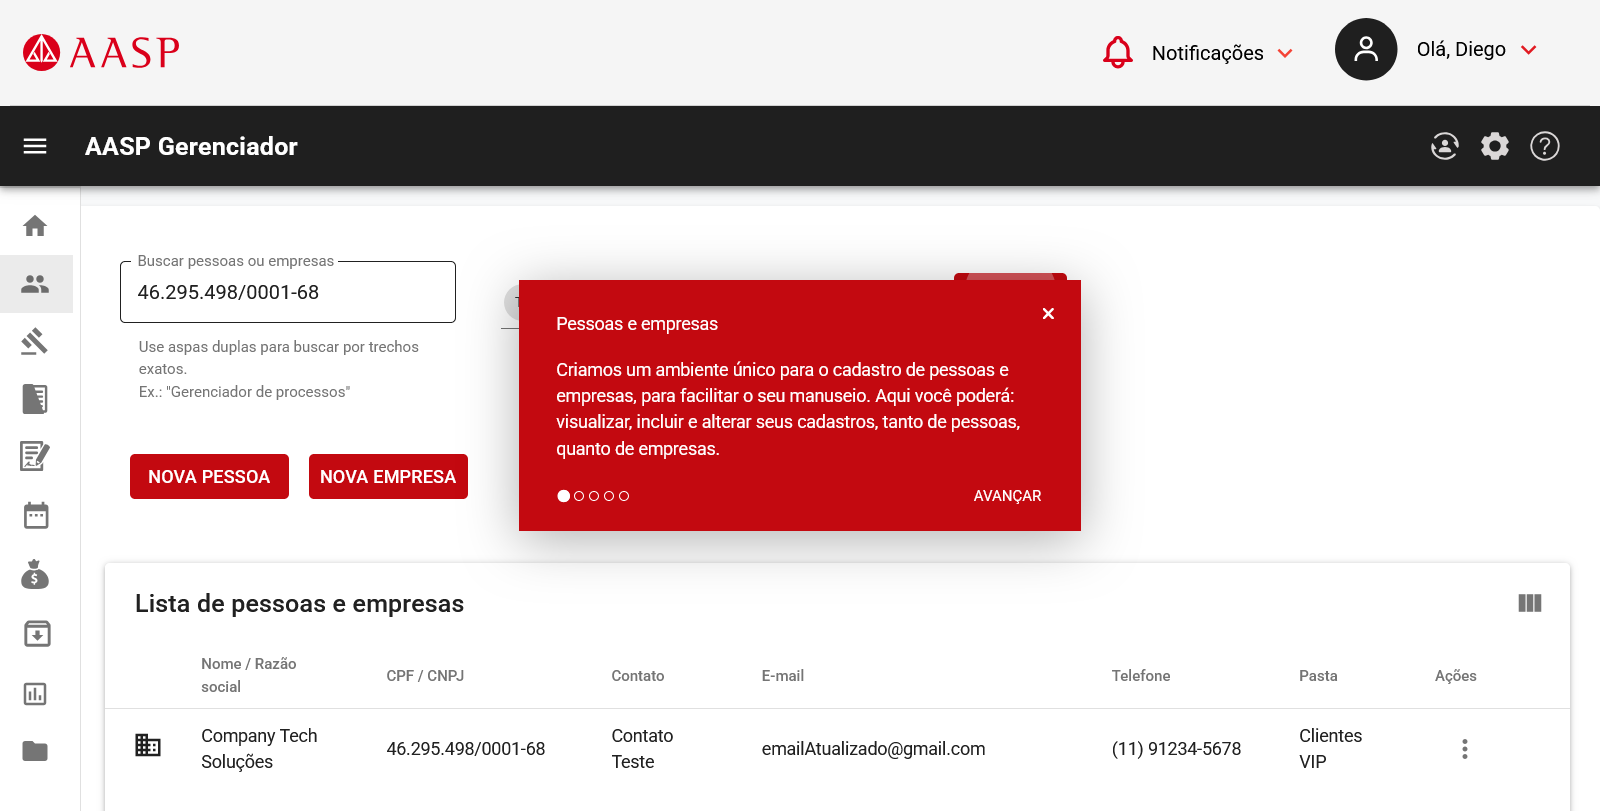 AASP
Notificações
Olá, Diego
AASP Gerenciador
Buscar pessoas ou empresas
46.295.498/0001-68
Use aspas duplas para buscar por trechos
exatos.
Ex.: "Gerenciador de processos"
NOVA PESSOA
NOVA EMPRESA
Pessoas e empresas
Criamos um ambiente único para o cadastro de pessoas e
empresas, para facilitar o seu manuseio. Aqui você poderá:
visualizar, incluir e alterar seus cadastros, tanto de pessoas,
quanto de empresas.
AVANÇAR
Lista de pessoas e empresas
Nome / Razão
social
CPF / CNPJ
Contato
E-mail
Telefone
Pasta
Ações
Company Tech
Soluções
46.295.498/0001-68
Contato
Teste
emailAtualizado@gmail.com
(11) 91234-5678
Clientes
VIP